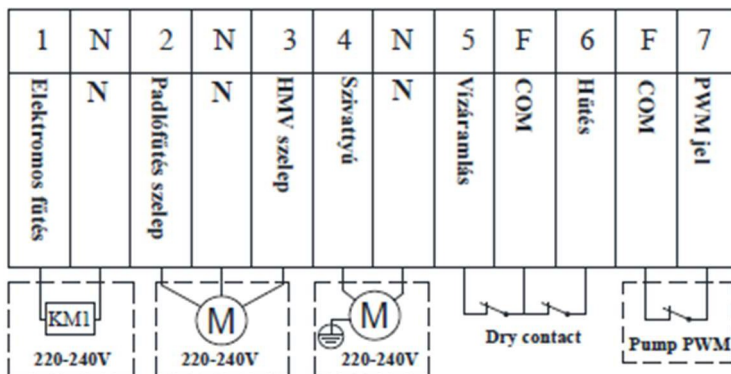 1 N 2 N 3 4 N 5 F 6 F 7
Elektromos fűtés
N
Padlófűtés szelep
N
HMV szelep
Szivattyú
N
Vízáramlás
COM
Hűtés
COM
PWM jel
KM1
220-240V
M
220-240V
M
220-240V
Dry contact
Pump PWM